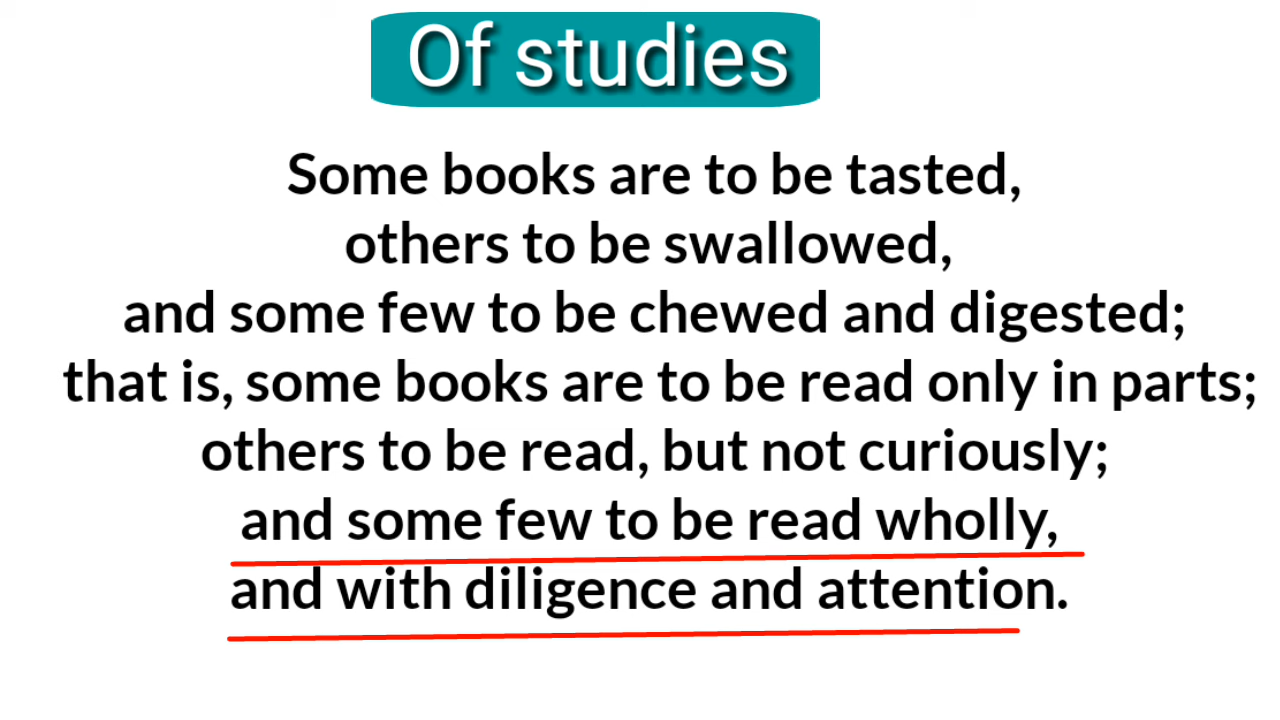 Of studies
Some books are to be tasted,
others to be swallowed,
and some few to be chewed and digested;
that is, some books are to be read only in parts;
others to be read, but not curiously;
and some few to be read wholly,
and with diligence and attention.